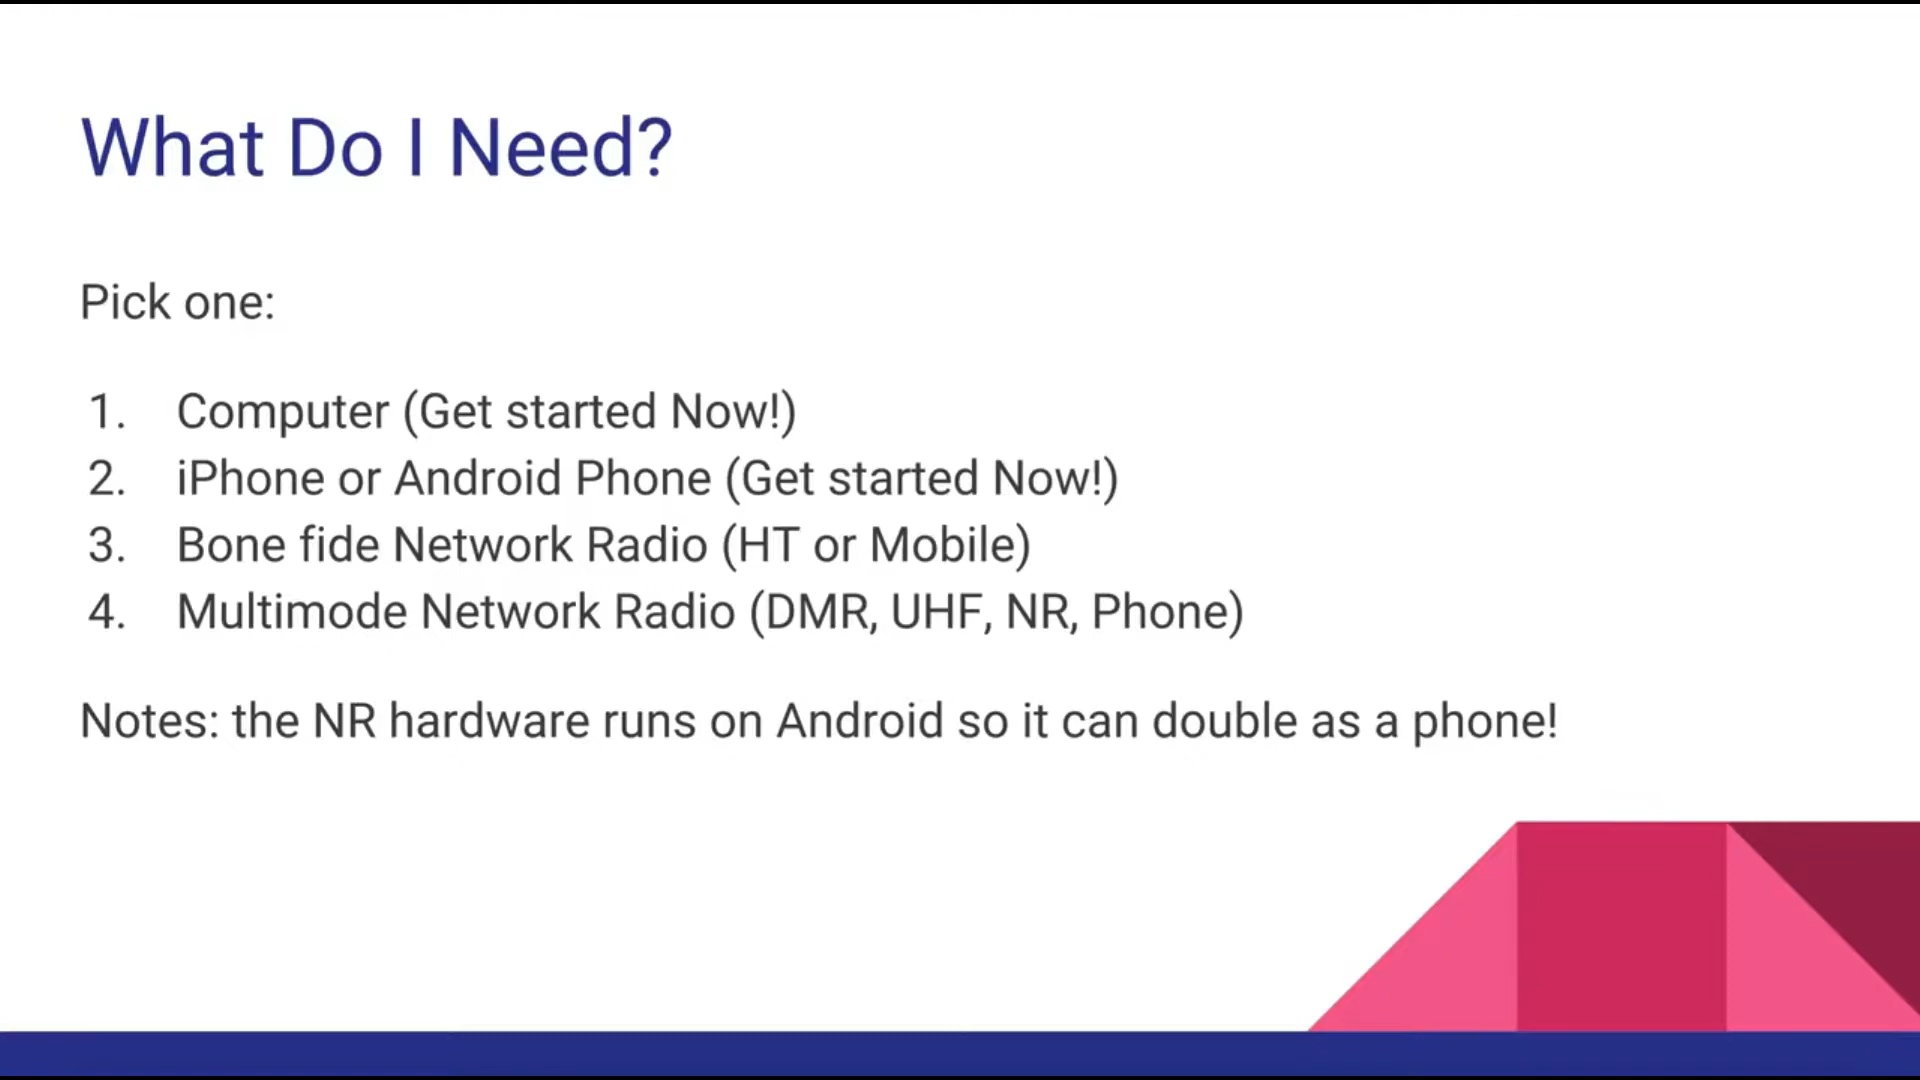 What Do I Need?
Pick one:
1. Computer (Get started Now!)
2. iPhone or Android Phone (Get started Now!)
3. Bone fide Network Radio (HT or Mobile)
4. Multimode Network Radio (DMR, UHF, NR, Phone)
Notes: the NR hardware runs on Android so it can double as a phone!